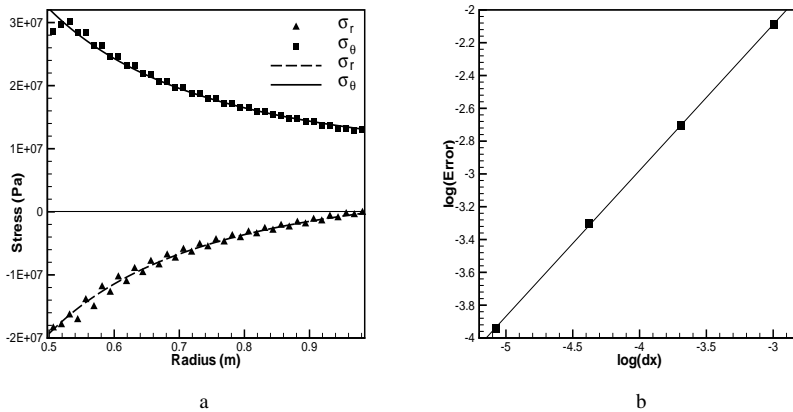 3E+07
2E+07
1E+07
0
-1E+07
-2E+07
Stress (Pa)
0.5
0.6
0.7
0.8
0.9
Radius (m)
σr
σθ
σr
σθ
a
-2
-2.2
-2.4
-2.6
-2.8
-3
-3.2
-3.4
-3.6
-3.8
-4
log(Error)
-5
-4.5
-4
-3.5
-3
log(dx)
b